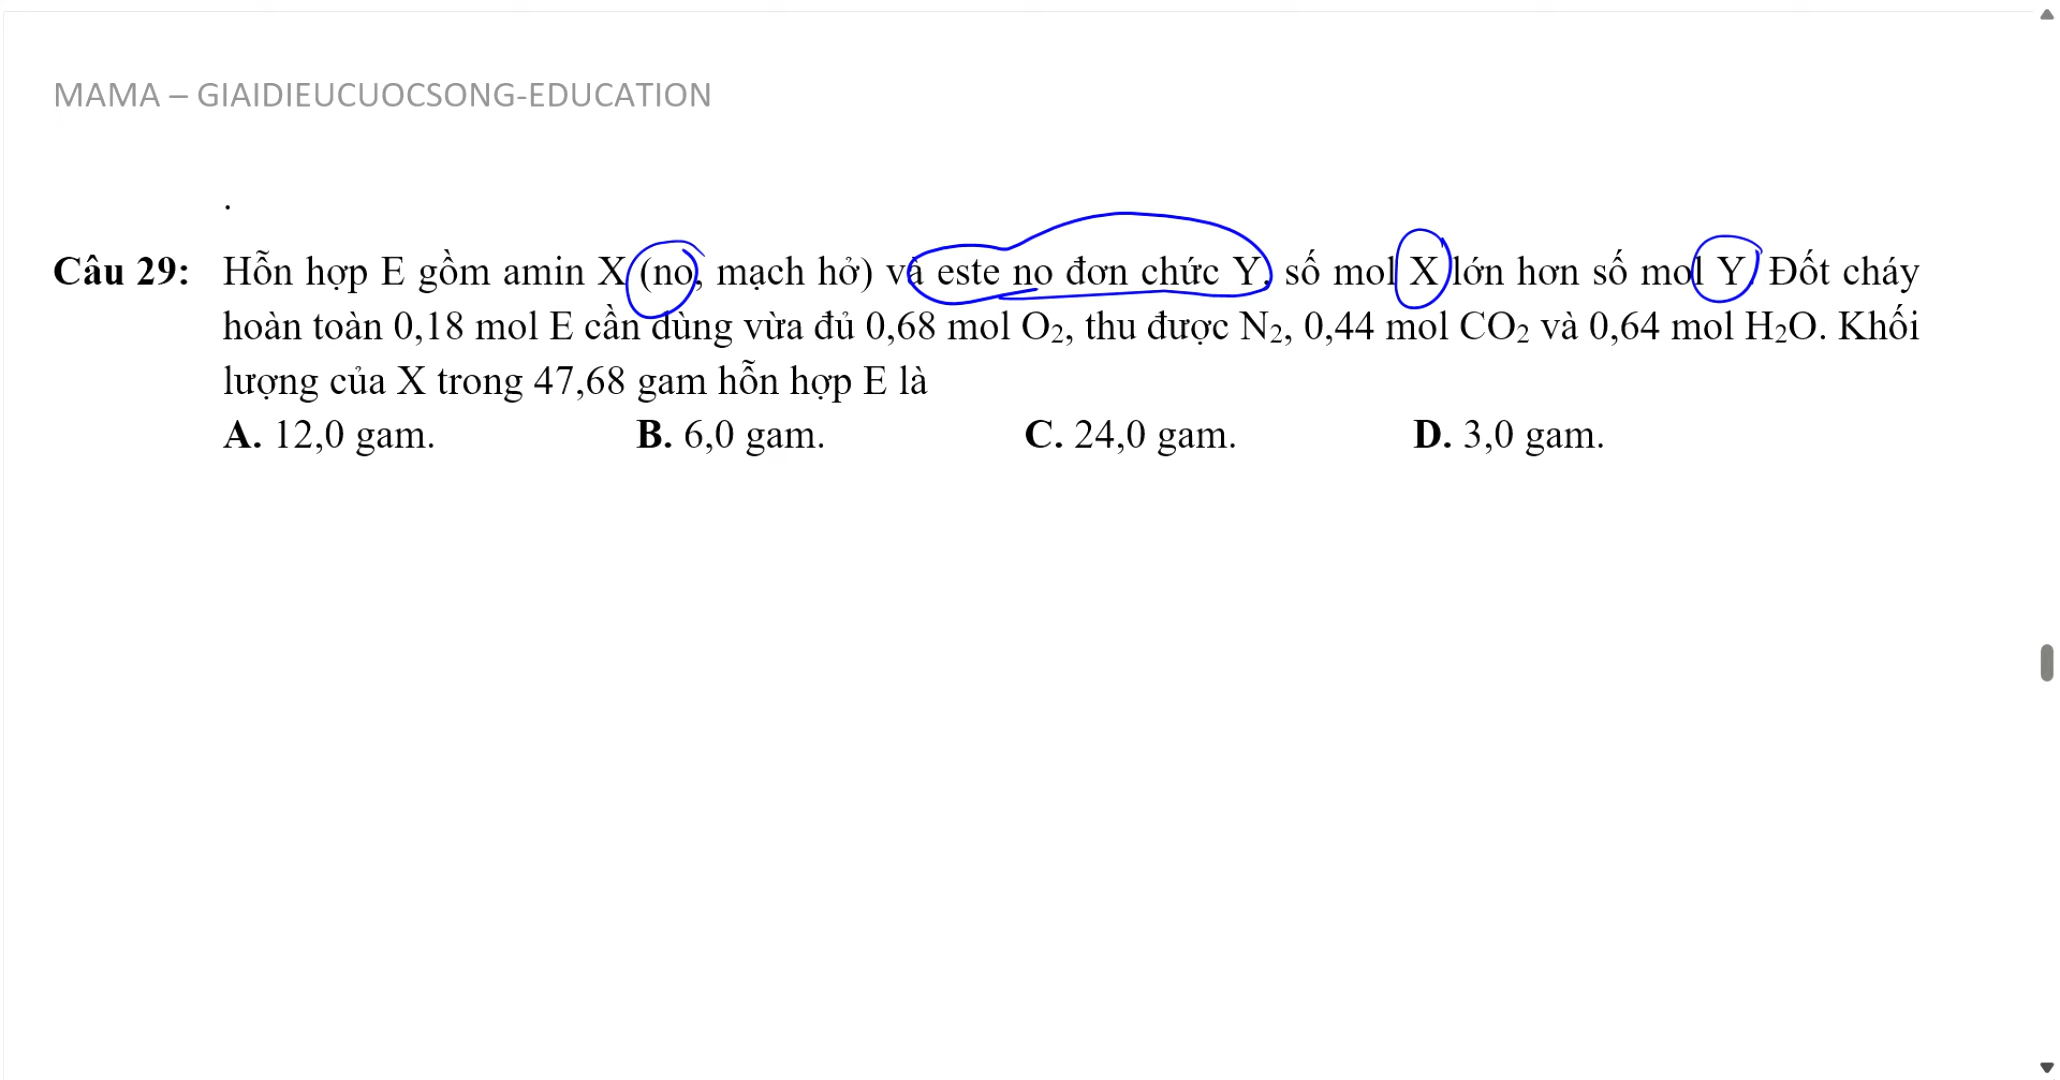 MAMA – GIAIDIEUCUOCSONG-EDUCATION
.
Câu 29: Hỗn hợp E gồm amin X (no, mạch hở) và este no đơn chức Y, số mol X lớn hơn số mol Y. Đốt cháy
hoàn toàn 0,18 mol E cần dùng vừa đủ 0,68 mol O₂, thu được N₂, 0,44 mol CO₂ và 0,64 mol H₂O. Khối
lượng của X trong 47,68 gam hỗn hợp E là
A. 12,0 gam. B. 6,0 gam. C. 24,0 gam. D. 3,0 gam.